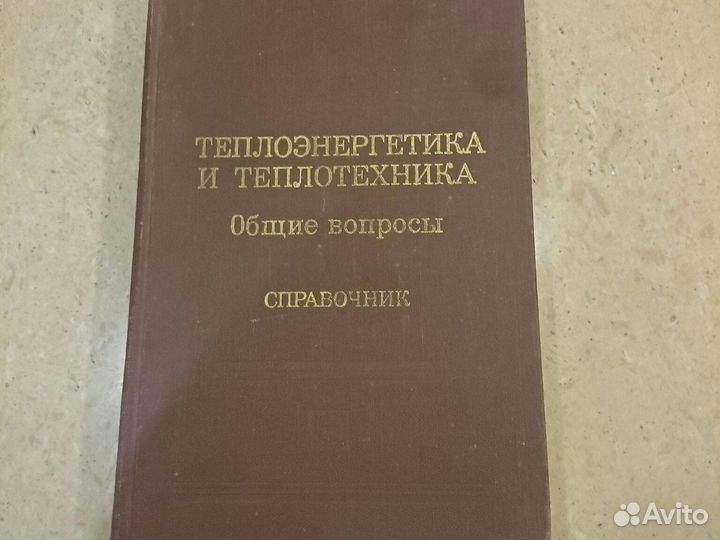 ТЕПЛОЭНЕРГЕТИКА
И ТЕПЛОТЕХНИКА
Общие вопросы
СПРАВОЧНИК
Avito